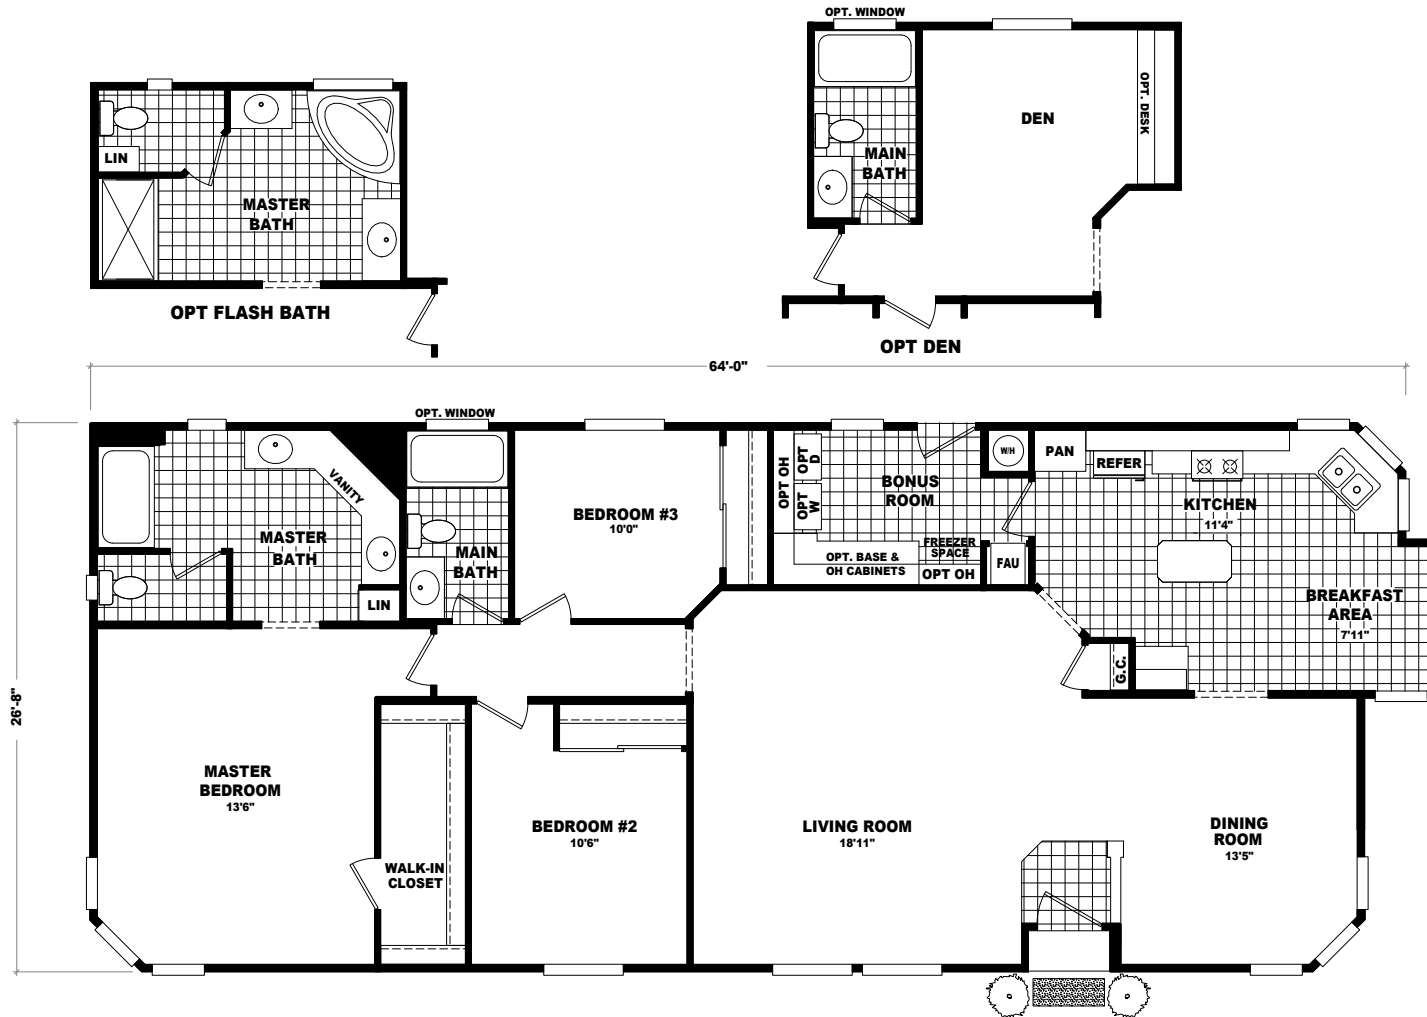 OPT. WINDOW
LIN
MASTER
BATH
OPT FLASH BATH
DEN
OPT. DESK
MAIN
BATH
OPT DEN
64'-0"
26'-8"
OPT. WINDOW
VANITY
MASTER
BATH
LIN
MAIN
BATH
BEDROOM #3
10'0"
OPT OH
OPT
D
OPT
W
BONUS
ROOM
OPT. BASE &
OH CABINETS
FREEZER
SPACE
OPT OH
W/H
FAU
PAN
REFER
KITCHEN
11'4"
BREAKFAST
AREA
7'11"
G.C.
MASTER
BEDROOM
13'6"
WALK-IN
CLOSET
BEDROOM #2
10'6"
LIVING ROOM
18'11"
DINING
ROOM
13'5"